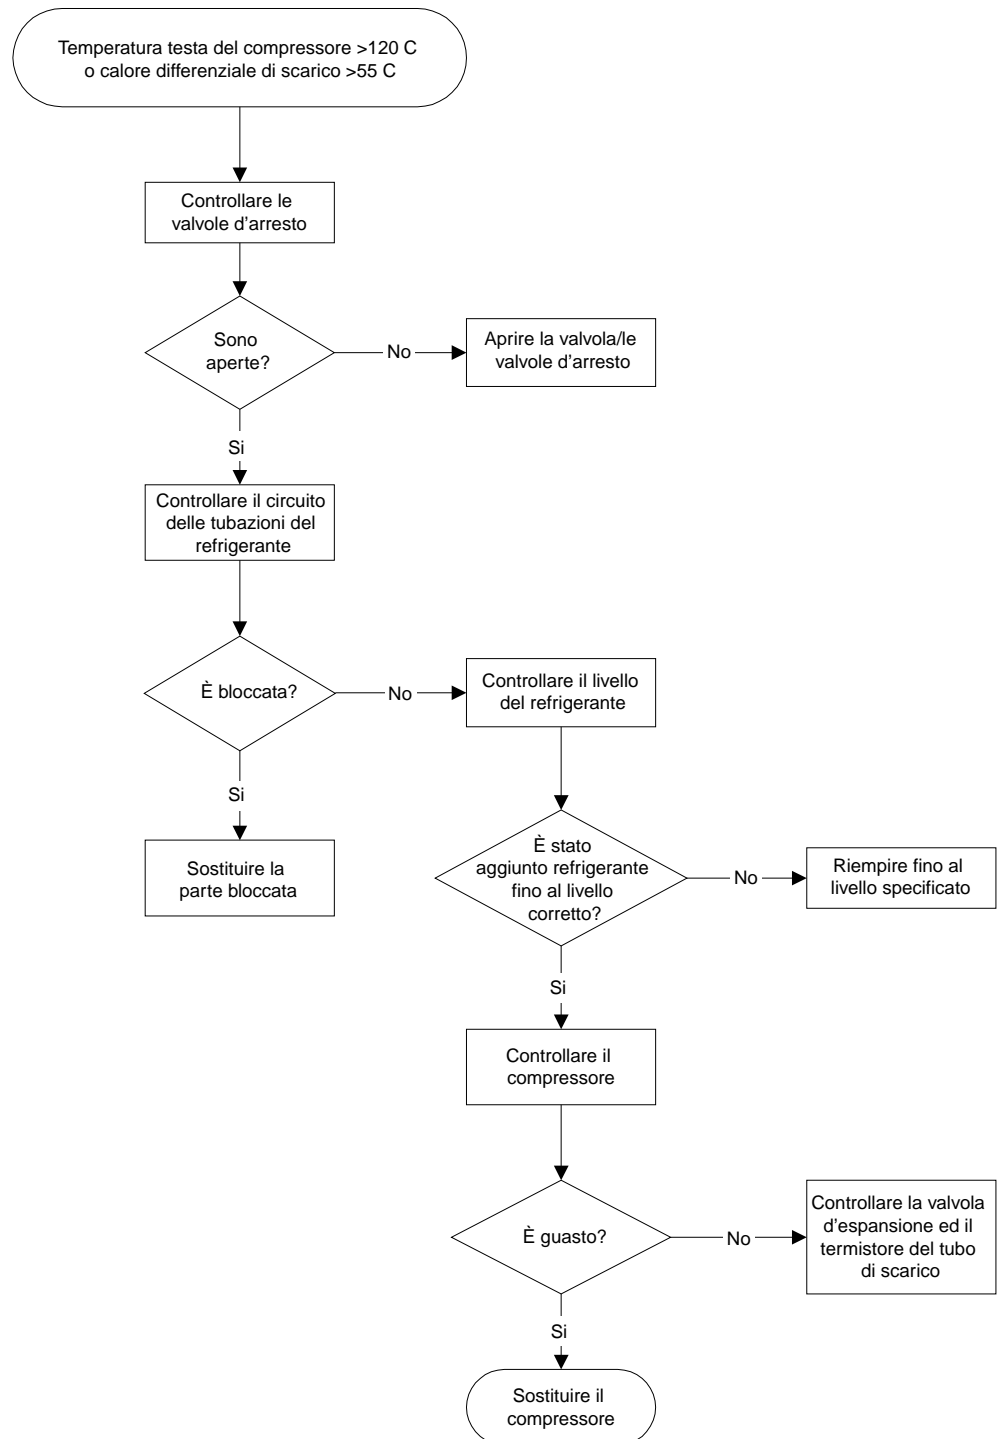 Temperatura testa del compressore >120 C
o calore differenziale di scarico >55 C
Controllare le
valvole d'arresto
Sono
aperte?
No
Aprire la valvola/le
valvole d'arresto
Si
Controllare il circuito
delle tubazioni del
refrigerante
È bloccata?
No
Controllare il livello
del refrigerante
Si
Sostituire la
parte bloccata
È stato
aggiunto refrigerante
fino al livello
corretto?
No
Riempire fino al
livello specificato
Si
Controllare il
compressore
È guasto?
No
Controllare la valvola
d'espansione ed il
termistore del tubo
di scarico
Si
Sostituire il
compressore